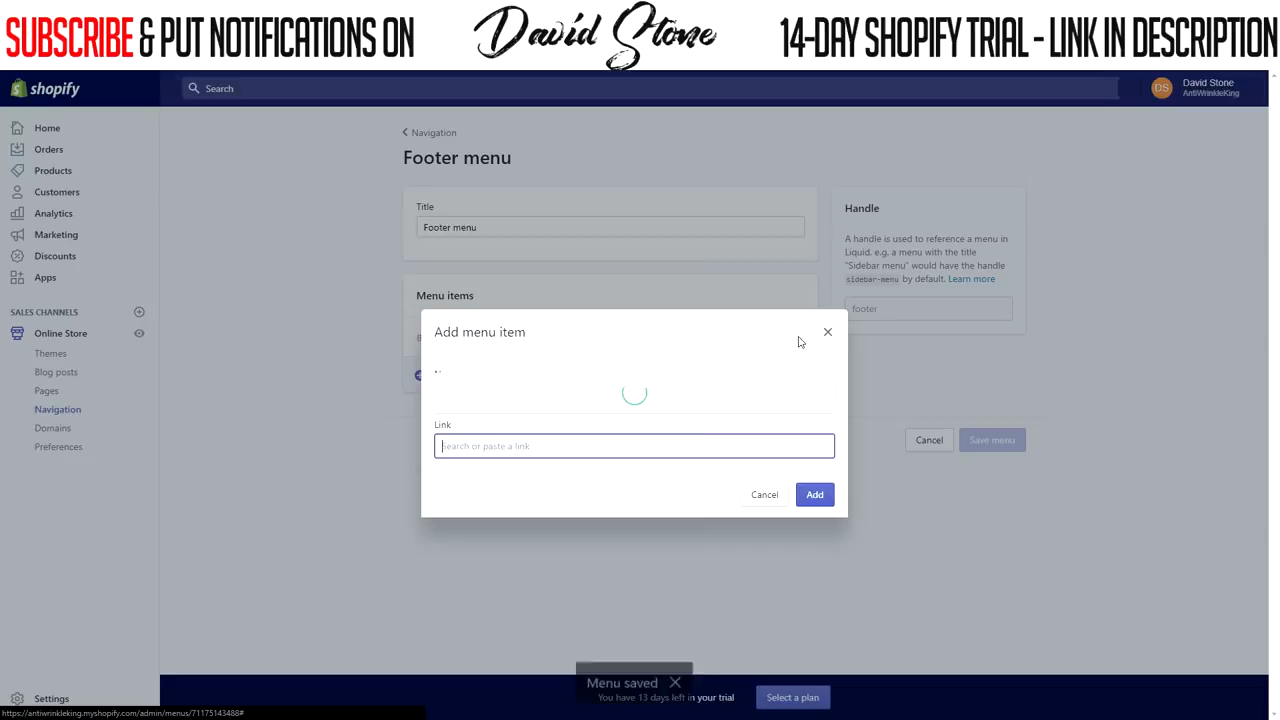 SUBSCRIBE & PUT NOTIFICATIONS ON
David Stone
14-DAY SHOPIFY TRIAL - LINK IN DESCRIPTION
shopify
Search
DS
David Stone
AntiWrinkleKing
Home
Orders
Products
Customers
Analytics
Marketing
Discounts
Apps
SALES CHANNELS
Online Store
Themes
Blog posts
Pages
Navigation
Domains
Preferences
Settings
Navigation
Footer menu
Title
Footer menu
Menu items
Handle
A handle is used to reference a menu in
Liquid. e.g. a menu with the title
"Sidebar menu" would have the handle
sidebar-menu by default. Learn more
footer
Add menu item
Link
Search or paste a link
Cancel
Add
Cancel
Save menu
Menu saved
You have 13 days left in your trial
Select a plan
https://antiwrinkleking.myshopify.com/admin/menus/71175143488#